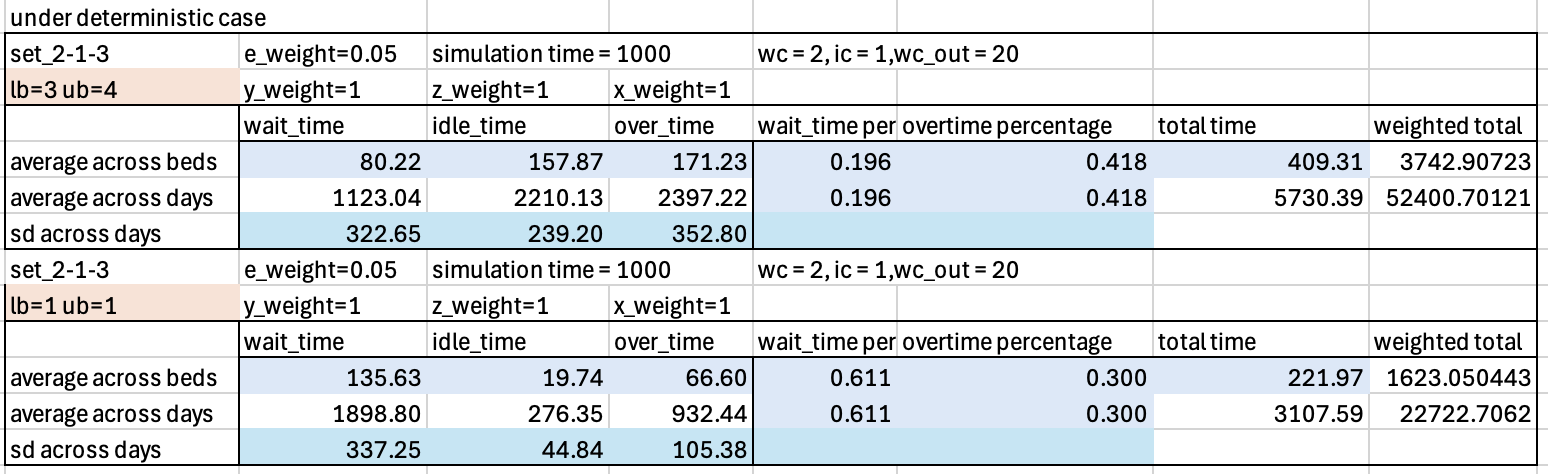 under deterministic case
set_2-1-3 e_weight=0.05 simulation time = 1000 wc = 2, ic = 1,wc_out = 20
lb=3 ub=4 y_weight=1 z_weight=1 x_weight=1
wait_time idle_time over_time wait_time per overtime percentage total time weighted total
average across beds 80.22 157.87 171.23 0.196 0.418 409.31 3742.90723
average across days 1123.04 2210.13 2397.22 0.196 0.418 5730.39 52400.70121
sd across days 322.65 239.20 352.80
set_2-1-3 e_weight=0.05 simulation time = 1000 wc = 2, ic = 1,wc_out = 20
lb=1 ub=1 y_weight=1 z_weight=1 x_weight=1
wait_time idle_time over_time wait_time per overtime percentage total time weighted total
average across beds 135.63 19.74 66.60 0.611 0.300 221.97 1623.050443
average across days 1898.80 276.35 932.44 0.611 0.300 3107.59 22722.7062
sd across days 337.25 44.84 105.38